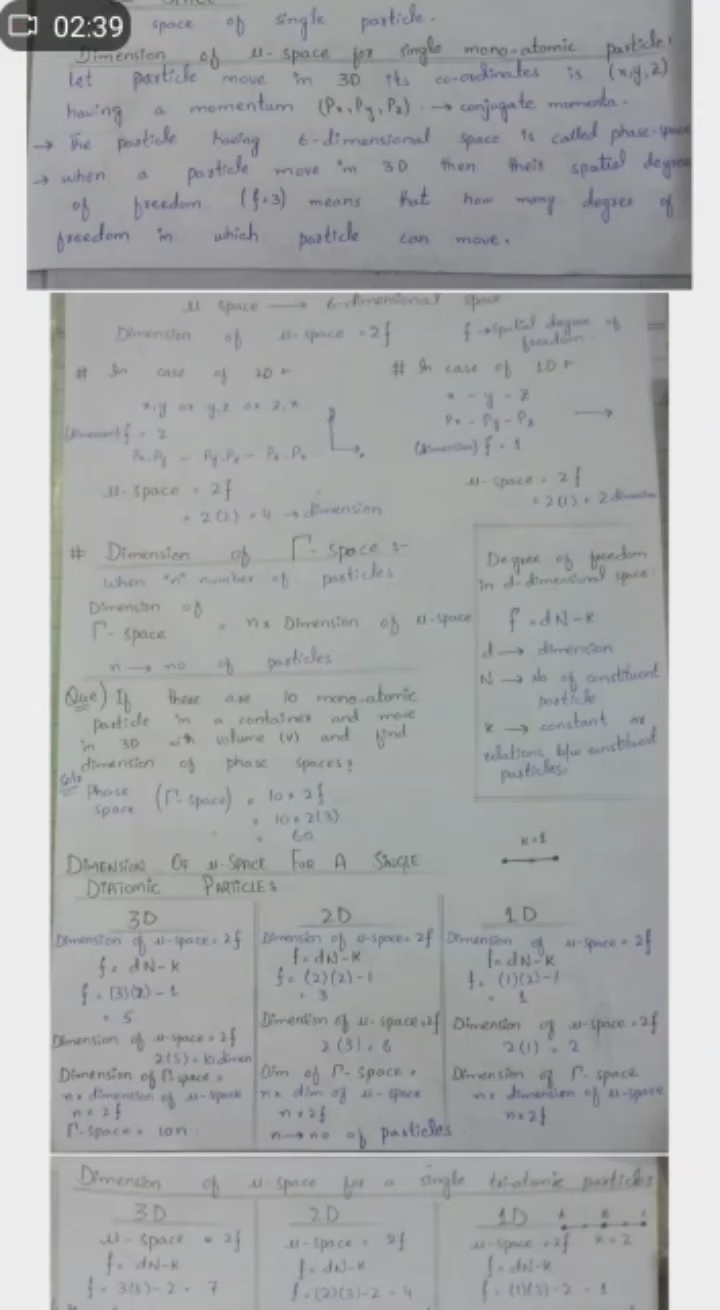 02:39
space of single particle.
Dimension of μ-space for single mono-atomic particle:
Let particle move in 3D its co-ordinates is (x,y,z)
having a momentum (Px, Py, Pz) → conjugate momenta.
→ The particle having 6-dimensional space is called phase-space
→ when a particle move in 3D then their spatial degree
of freedom (f=3) means that how many degree of
freedom in which particle can move.
μ space → 6-dimensional space
Dimension of μ-space = 2f f → spatial degree of
freedom.
# In case of 2D
x,y or y,z or z,x
(dimension) f = 2
Px.Py - Py.Pz - Pz.Px
μ-space = 2f
= 2(2) = 4 → dimension
# In case of 1D
x - y - z
Px - Py - Pz
(dimension) f = 1
μ-space = 2f
= 2(1) = 2 dimension
# Dimension of Γ-space :-
when "n" number of particles
Dimension of
Γ-space = n x Dimension of μ-space
n → no of particles
Degree of freedom
in d-dimensional space
f = dN-k
d → dimension
N → No of constituent
particle
k → constant or
relations b/w constituent
particles.
Que) If these are 10 mono-atomic
particle in a container and move
in 3D with volume (v) and find
dimension of phase spaces?
Soln Phase
space (Γ-space) = 10 x 2f
= 10 x 2(3)
= 60
k=1
DIMENSION OF μ-SPACE FOR A SINGLE
DIATOMIC PARTICLES
3D
Dimension of μ-space = 2f
f = dN-k
f = (3)(2)-1
= 5
Dimension of μ-space = 2f
2(5) = 10 dimen
Dimension of Γ space =
n x dimension of μ-space
n x 2f
Γ-space = 10n
2D
Dimension of μ-space = 2f
f = dN-k
f = (2)(2)-1
= 3
Dimension of μ-space = 2f
2(3) = 6
Dim of Γ-space =
n x dim of μ-space
n x 2f
n → no of particles
1D
Dimension of μ-space = 2f
f = dN-k
f = (1)(2)-1
= 1
Dimension of μ-space = 2f
2(1) = 2
Dimension of Γ-space
n x dimension of μ-space
n x 2f
Dimension of μ-space for a single tri-atomic particles
3D
μ-space = 2f
f = dN-k
f = 3(3)-2 = 7
2D
μ-space = 2f
f = dN-k
f = (2)(3)-2 = 4
1D
μ-space = 2f k = 2
f = dN-k
f = (1)(3)-2 = 1